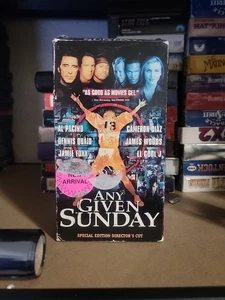 "AS GOOD AS MOVIES GET."
AL PACINO
CAMERON DIAZ
DENNIS QUAID
JAMES WOODS
JAMIE FOXX
LL COOL J
NEW
ARRIVAL
ANY
GIVEN
SUNDAY
SPECIAL EDITION DIRECTOR'S CUT